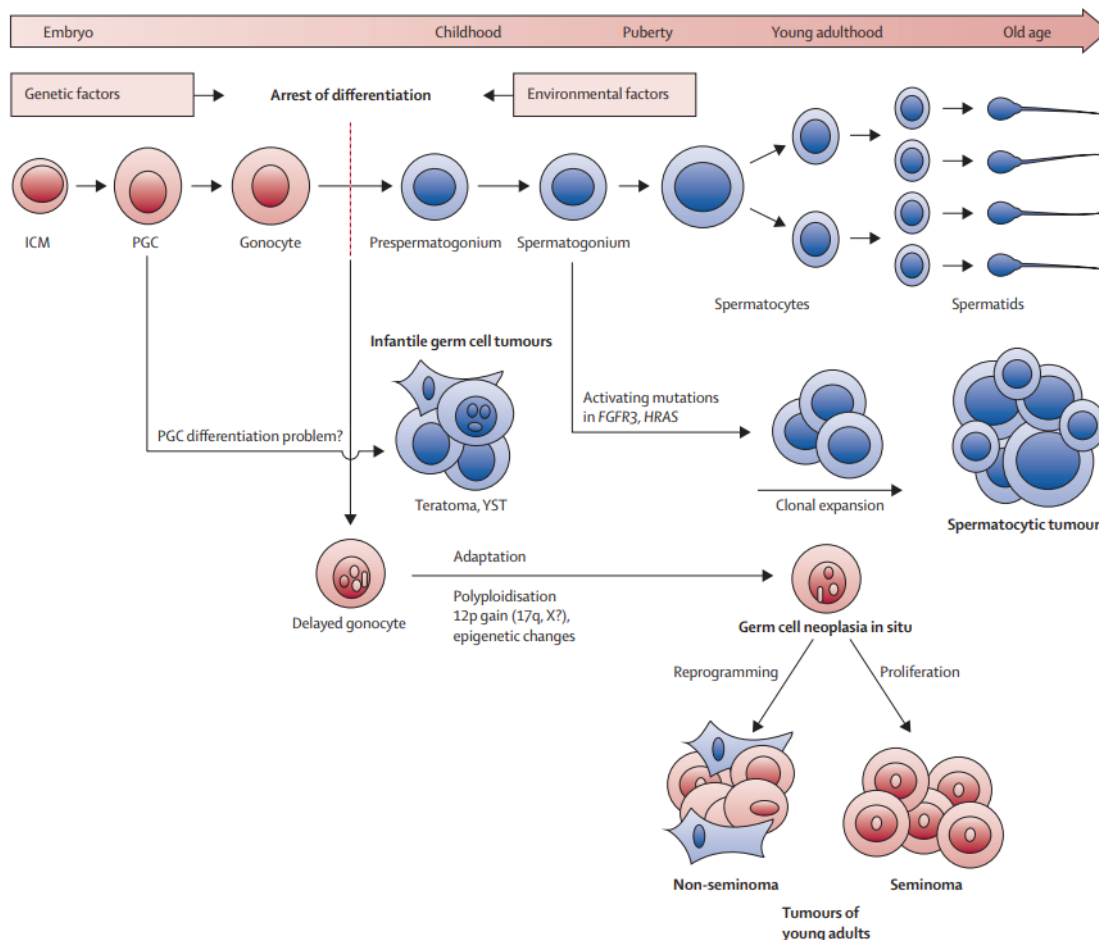 Embryo
Childhood
Puberty
Young adulthood
Old age
Genetic factors
Arrest of differentiation
Environmental factors
ICM
PGC
Gonocyte
Prespermatogonium
Spermatogonium
Spermatocytes
Spermatids
Infantile germ cell tumours
Activating mutations
in FGFR3, HRAS
PGC differentiation problem?
Teratoma, YST
Clonal expansion
Spermatocytic tumour
Adaptation
Delayed gonocyte
Polyploidisation
12p gain (17q, X?),
epigenetic changes
Germ cell neoplasia in situ
Reprogramming
Proliferation
Non-seminoma
Seminoma
Tumours of
young adults